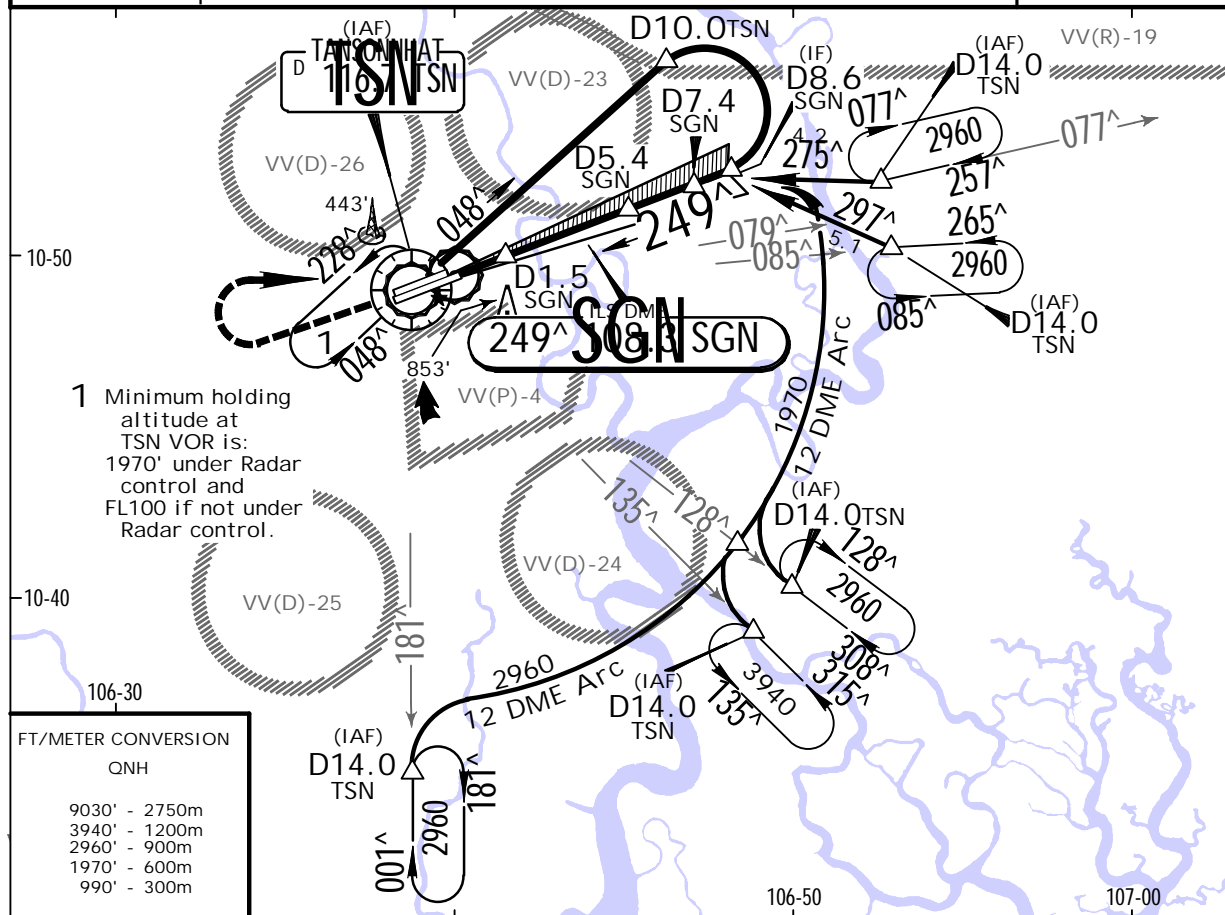 (IAF)
TANSONNHAT
D 116.7 TSN
TSN
D10.0 TSN
VV(D)-23
VV(D)-26
(IF)
D8.6
SGN
D7.4
SGN
D5.4
SGN
D1.5
SGN
(IAF)
D14.0
TSN
VV(R)-19
077^
2960
257^
077^
4.2
275^
297^
5.1
265^
2960
085^
(IAF)
D14.0
TSN
079^
085^
249^
048^
443'
228^
10-50
1
048^
853'
ILS DME
249^ 108.3 SGN
SGN
VV(P)-4
1 Minimum holding
altitude at
TSN VOR is:
1970' under Radar
control and
FL100 if not under
Radar control.
1970
12 DME Arc
(IAF)
D14.0 TSN
128^
2960
308^
135^
128^
VV(D)-24
VV(D)-25
10-40
181^
315^
3940
135^
(IAF)
D14.0
TSN
2960
12 DME Arc
106-30
(IAF)
D14.0
TSN
181^
2960
001^
FT/METER CONVERSION
QNH
9030' - 2750m
3940' - 1200m
2960' - 900m
1970' - 600m
990' - 300m
106-50
107-00